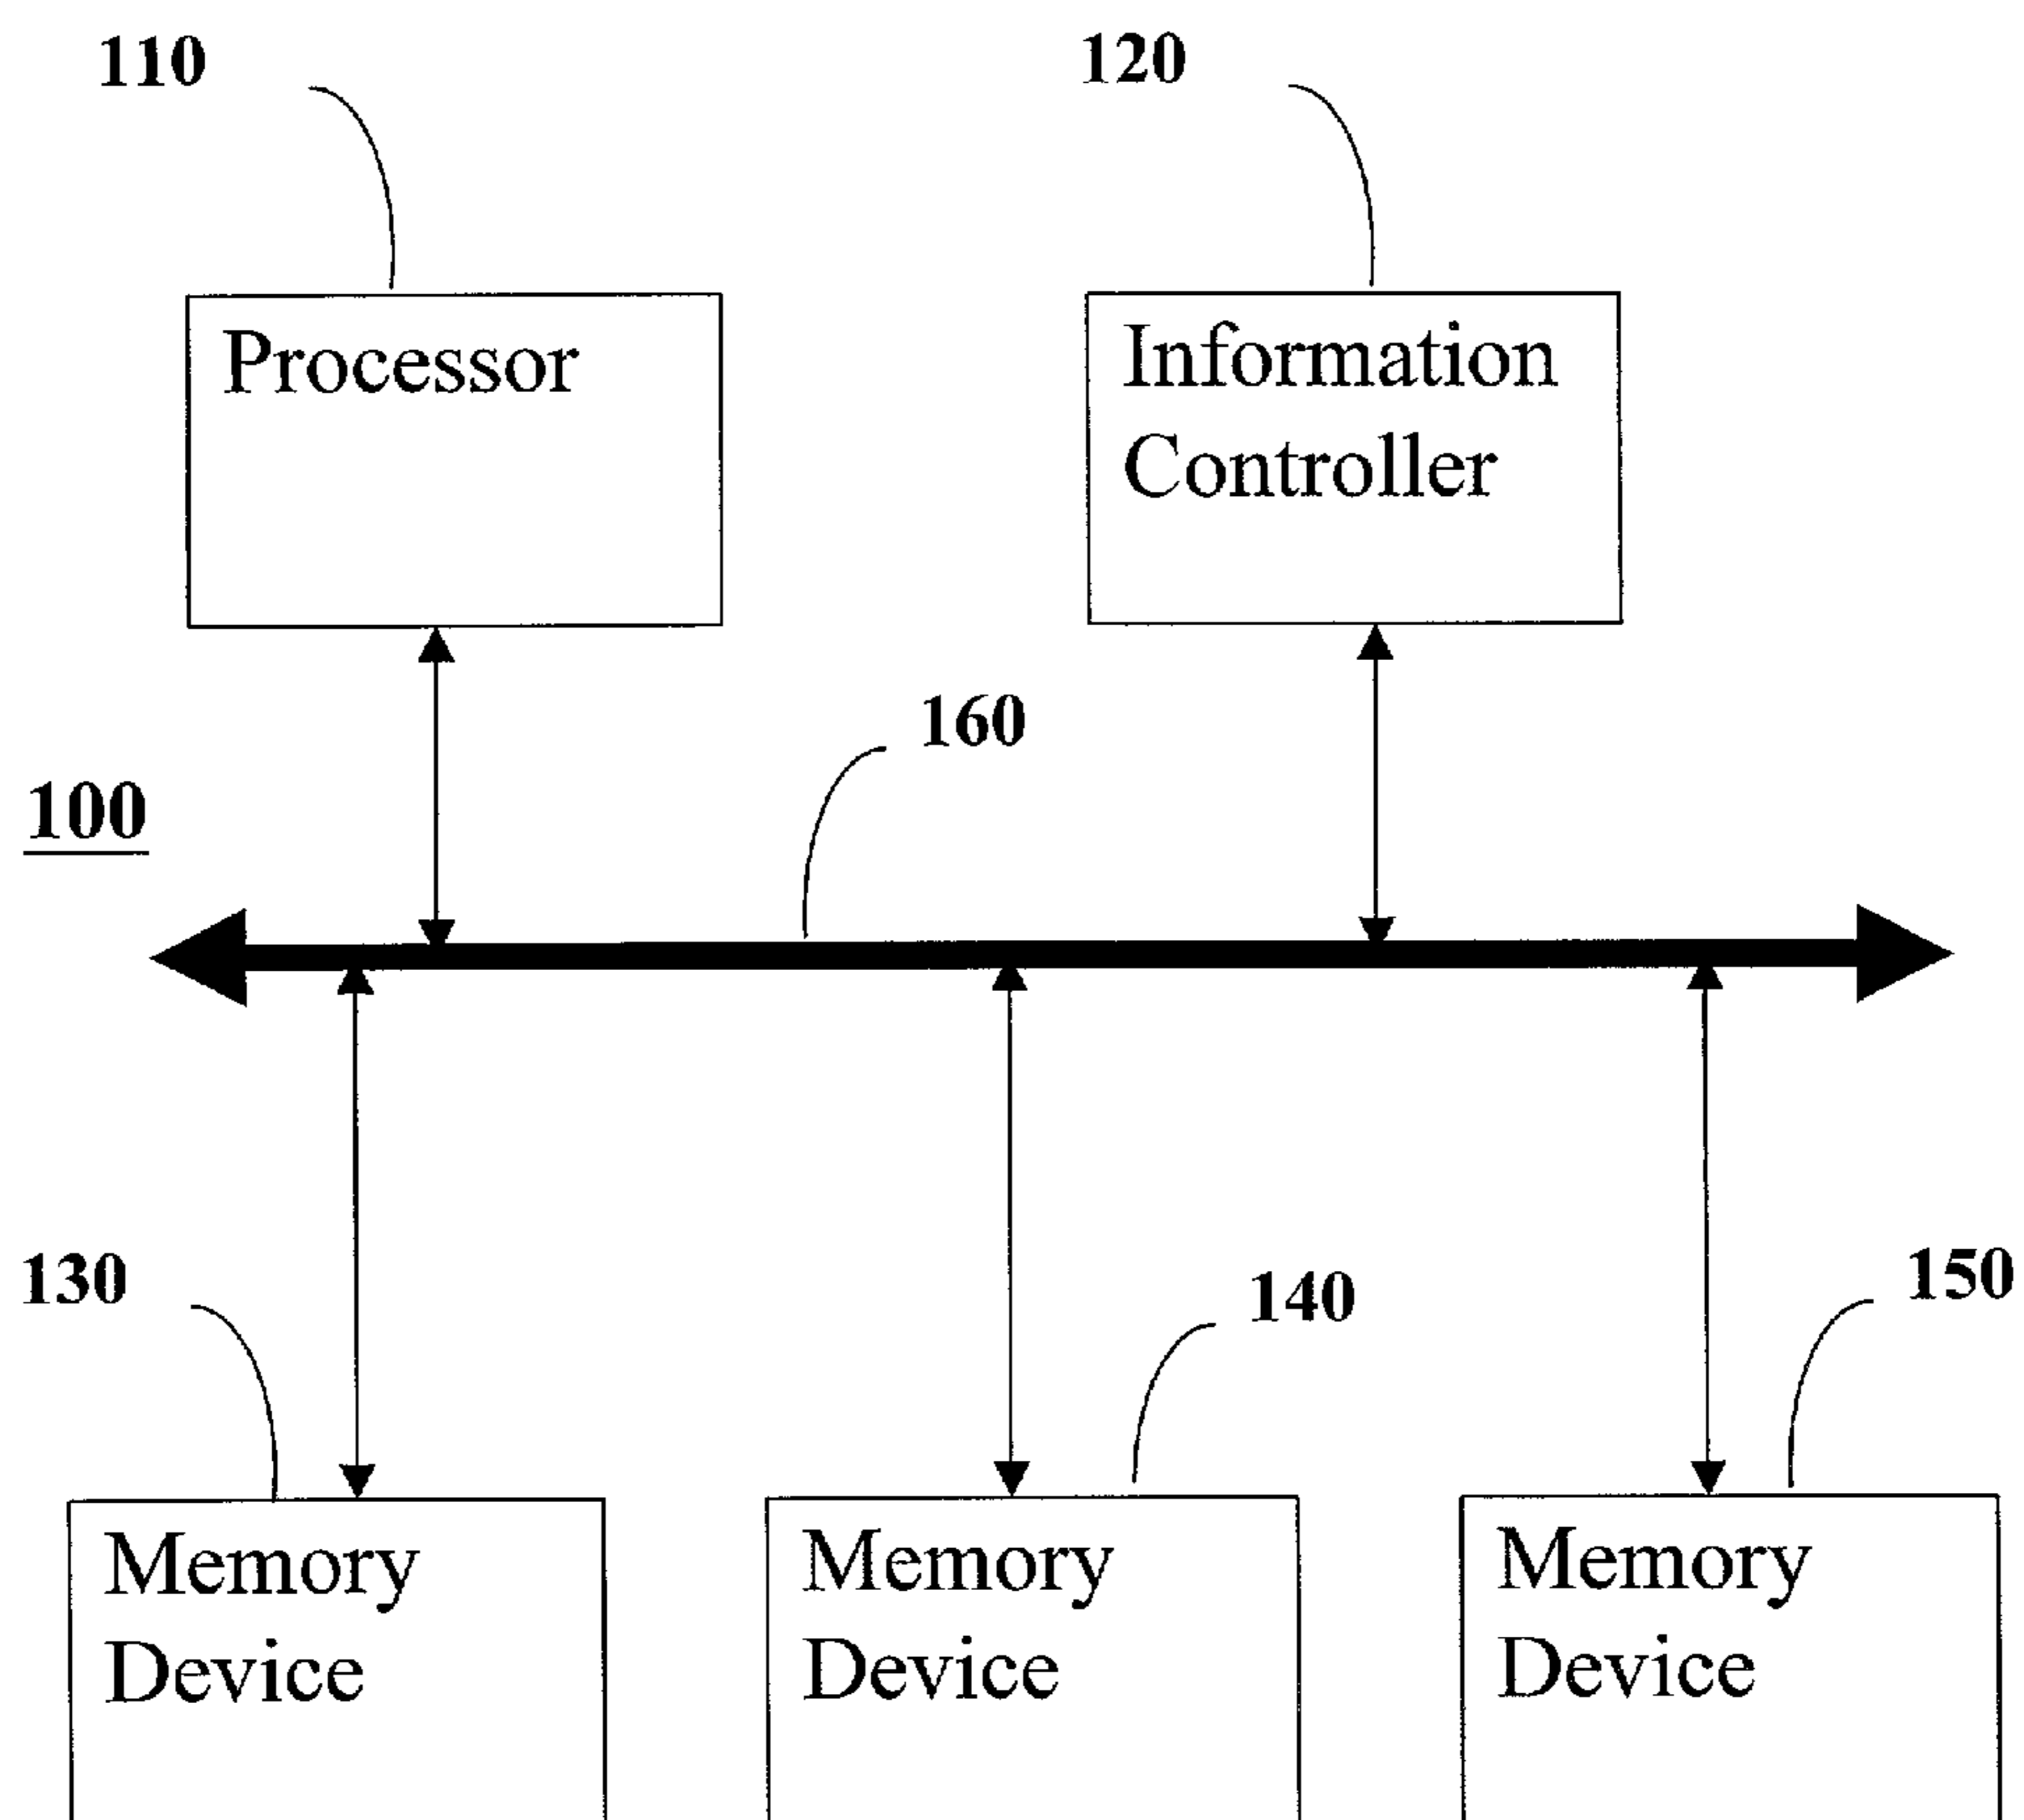 110
120
Processor
Information
Controller
160
100
130
140
150
Memory
Device
Memory
Device
Memory
Device